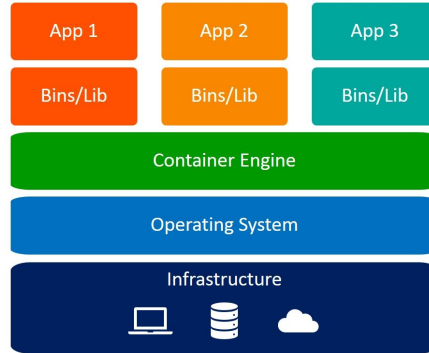 App 1
App 2
App 3
Bins/Lib
Bins/Lib
Bins/Lib
Container Engine
Operating System
Infrastructure